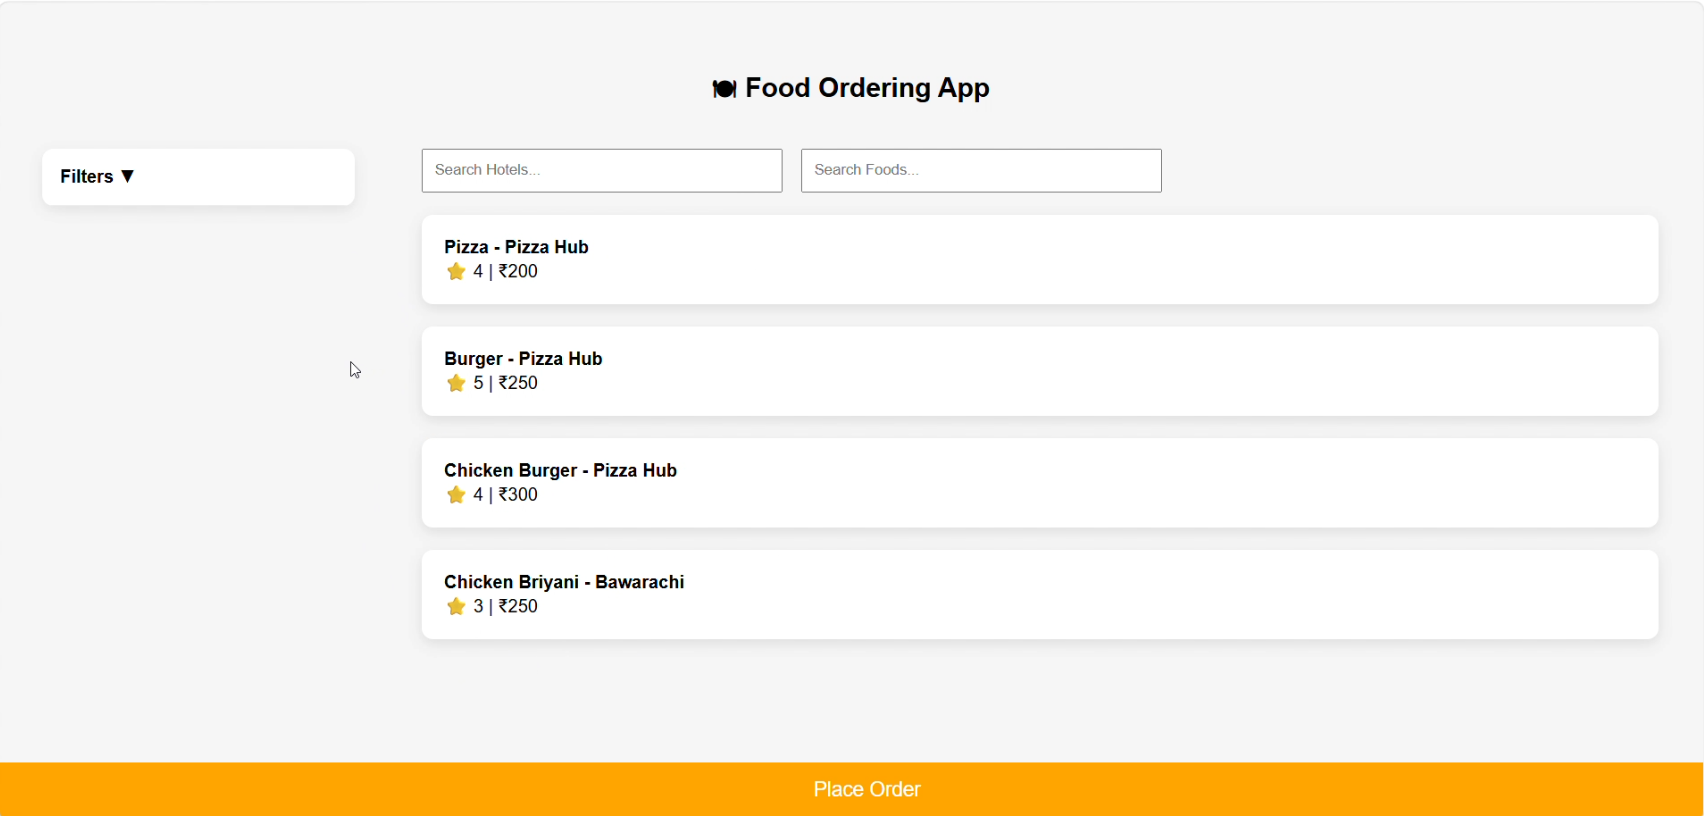 🍽 Food Ordering App
Filters ▼
Search Hotels...
Search Foods...
Pizza - Pizza Hub
⭐ 4 | ₹200
Burger - Pizza Hub
⭐ 5 | ₹250
Chicken Burger - Pizza Hub
⭐ 4 | ₹300
Chicken Briyani - Bawarachi
⭐ 3 | ₹250
Place Order